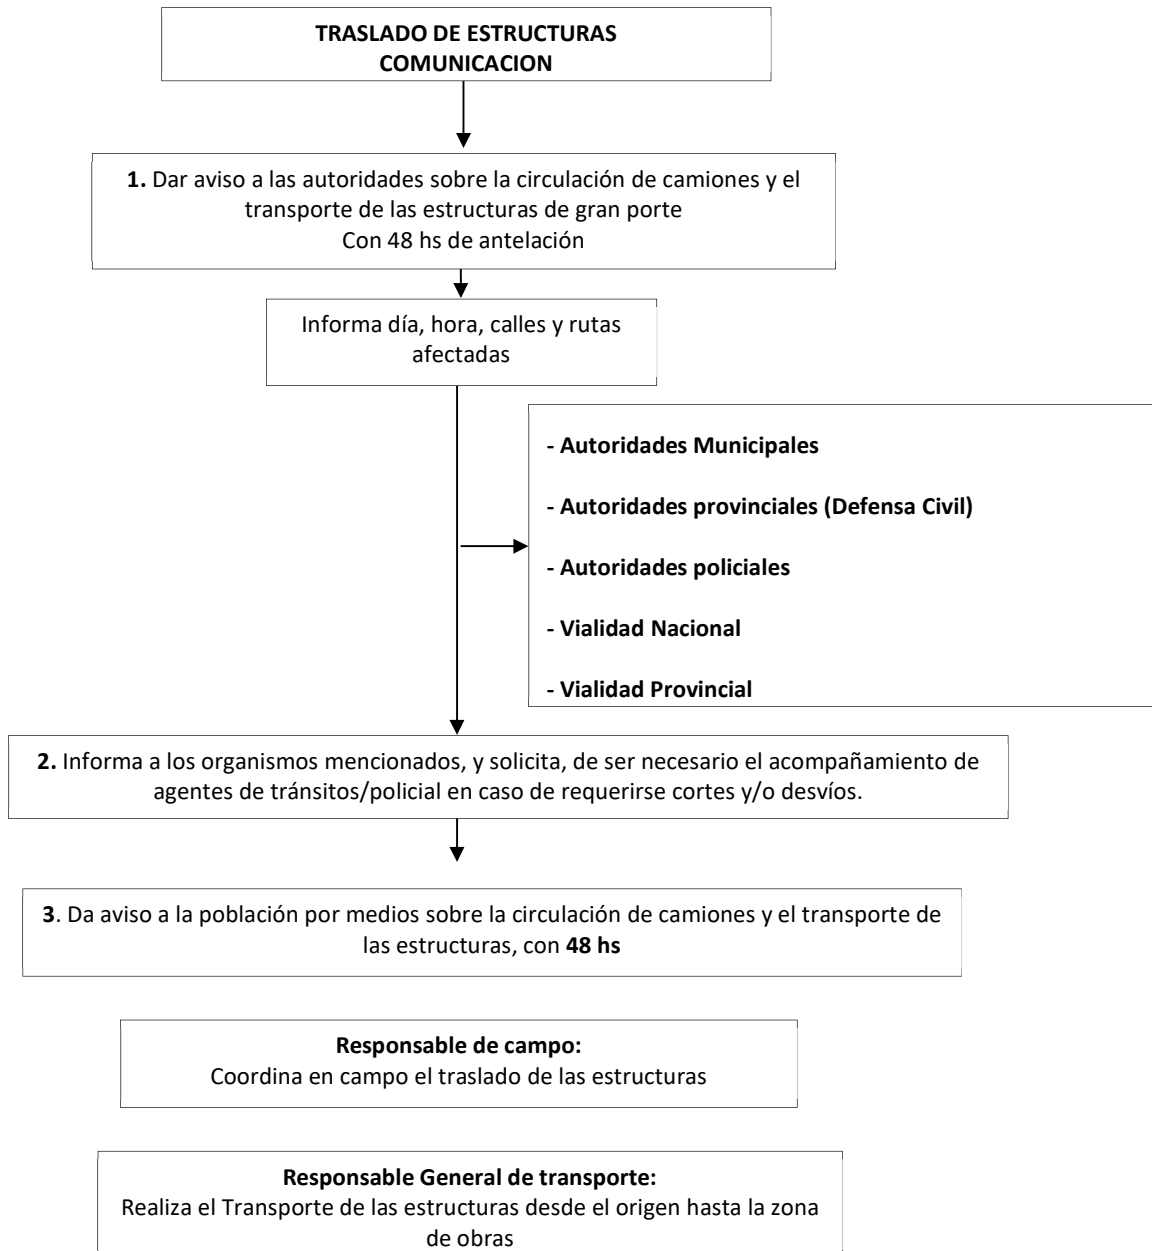 TRASLADO DE ESTRUCTURAS
COMUNICACION
1. Dar aviso a las autoridades sobre la circulación de camiones y el
transporte de las estructuras de gran porte
Con 48 hs de antelación
Informa día, hora, calles y rutas
afectadas
- Autoridades Municipales
- Autoridades provinciales (Defensa Civil)
- Autoridades policiales
- Vialidad Nacional
- Vialidad Provincial
2. Informa a los organismos mencionados, y solicita, de ser necesario el acompañamiento de
agentes de tránsitos/policial en caso de requerirse cortes y/o desvíos.
3. Da aviso a la población por medios sobre la circulación de camiones y el transporte de
las estructuras, con 48 hs
Responsable de campo:
Coordina en campo el traslado de las estructuras
Responsable General de transporte:
Realiza el Transporte de las estructuras desde el origen hasta la zona
de obras